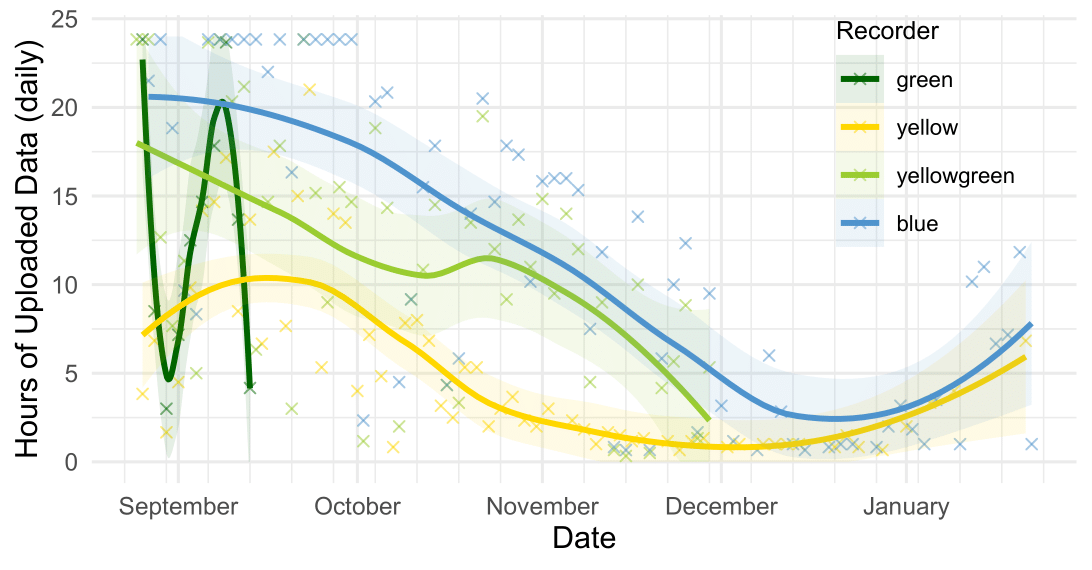 Hours of Uploaded Data (daily)
25
20
15
10
5
0
Recorder
green
yellow
yellowgreen
blue
September
October
November
December
January
Date